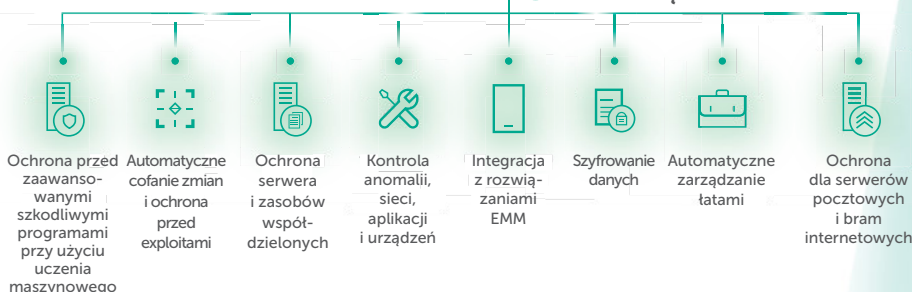 Ochrona przed
zaawanso-
wanymi
szkodliwymi
programami
przy użyciu
uczenia
maszynowego
Automatyczne
cofanie zmian
i ochrona
przed
exploitami
Ochrona
serwera
i zasobów
współ-
dzielonych
Kontrola
anomalii,
sieci,
aplikacji
i urządzeń
Integracja
z rozwią-
zaniami
EMM
Szyfrowanie
danych
Automatyczne
zarządzanie
łatami
Ochrona
dla serwerów
pocztowych
i bram
internetowych